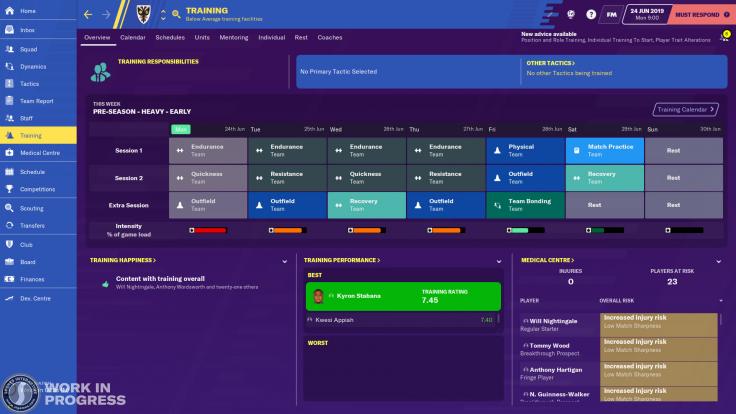 Home
Inbox
Squad
Dynamics
Tactics
Team Report
Staff
Training
Medical Centre
Schedule
Competitions
Scouting
Transfers
Club
Board
Finances
Dev. Centre
TRAINING
Below Average training facilities
FM
24 JUN 2019
Mon 9:00
MUST RESPOND
Overview Calendar Schedules Units Mentoring Individual Rest Coaches
New advice available
Position and Role Training, Individual Training To Start, Player Trait Alterations
TRAINING RESPONSIBILITIES
No Primary Tactic Selected
OTHER TACTICS >
No other Tactics being trained
THIS WEEK
PRE-SEASON - HEAVY - EARLY
Training Calendar >
Mon 24th Jun Tue 25th Jun Wed 26th Jun Thu 27th Jun Fri 28th Jun Sat 29th Jun Sun 30th Jun
Session 1
Endurance Endurance Endurance Endurance Physical Match Practice Rest
Team Team Team Team Team Team
Session 2
Quickness Resistance Quickness Resistance Outfield Recovery Rest
Team Team Team Team Team Team
Extra Session
Outfield Outfield Recovery Outfield Team Bonding Rest Rest
Team Team Team Team Team
Intensity
% of game load
TRAINING HAPPINESS >
Content with training overall
Will Nightingale, Anthony Wordsworth and twenty-one others
TRAINING PERFORMANCE >
BEST
Kyron Stabana
TRAINING RATING
7.45
Kwesi Appiah 7.40
WORST
MEDICAL CENTRE >
INJURIES
0
PLAYERS AT RISK
23
PLAYER OVERALL RISK
Will Nightingale
Regular Starter
Increased injury risk
Low Match Sharpness
Tommy Wood
Breakthrough Prospect
Increased injury risk
Low Match Sharpness
Anthony Hartigan
Fringe Player
Increased injury risk
Low Match Sharpness
N. Guinness-Walker
Breakthrough Prospect
Increased injury risk
Low Match Sharpness
WORK IN
PROGRESS